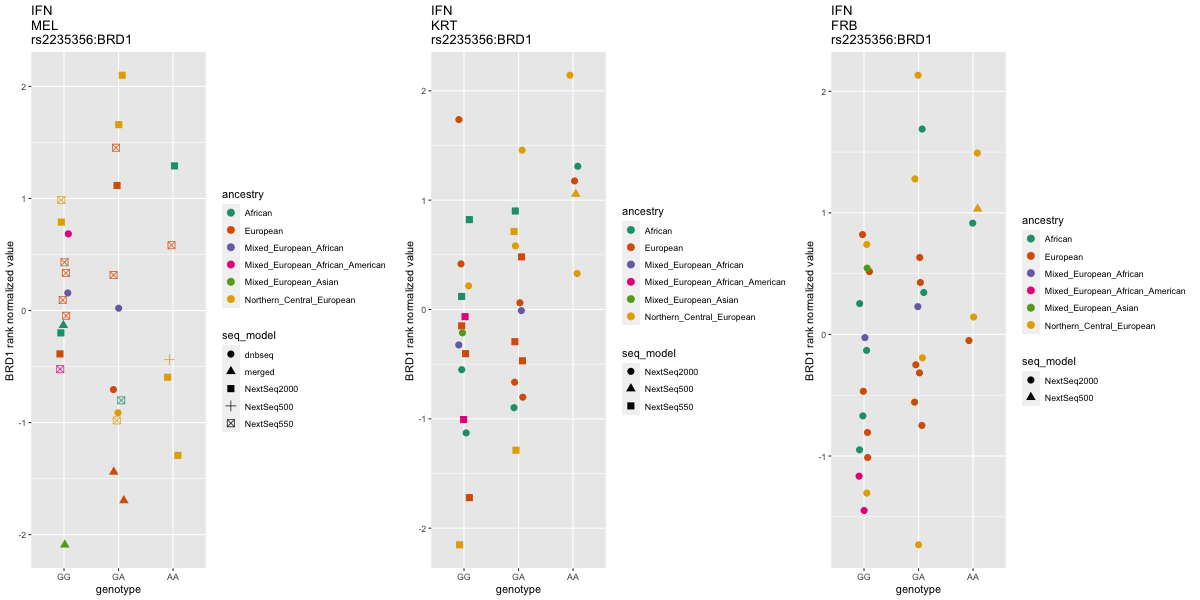 IFN
MEL
rs2235356:BRD1
BRD1 rank nomalized value
2
1
0
-1
-2
GG
GA
AA
genotype
ancestry
African
European
Mixed_European_African
Mixed_European_African_American
Mixed_European_Asian
Northern_Central_European
seq_model
dnbseq
merged
NextSeq2000
NextSeq500
NextSeq550
IFN
KRT
rs2235356:BRD1
BRD1 rank nomalized value
2
1
0
-1
-2
GG
GA
AA
genotype
ancestry
African
European
Mixed_European_African
Mixed_European_African_American
Mixed_European_Asian
Northern_Central_European
seq_model
NextSeq2000
NextSeq500
NextSeq550
IFN
FRB
rs2235356:BRD1
BRD1 rank nomalized value
2
1
0
-1
GG
GA
AA
genotype
ancestry
African
European
Mixed_European_African
Mixed_European_African_American
Mixed_European_Asian
Northern_Central_European
seq_model
NextSeq2000
NextSeq500